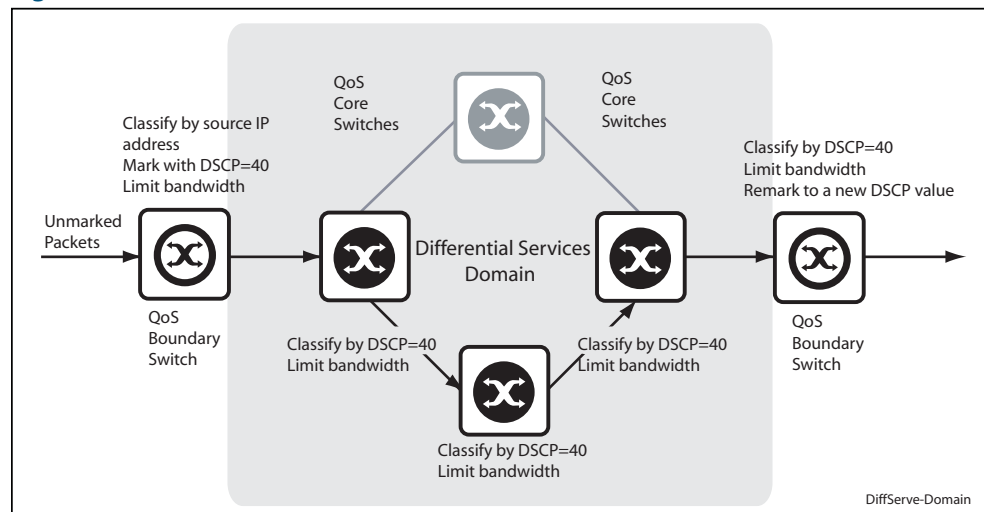 QoS
Core
Switches
QoS
Core
Switches
Classify by source IP
address
Mark with DSCP=40
Limit bandwidth
Classify by DSCP=40
Limit bandwidth
Remark to a new DSCP value
Unmarked
Packets
Differential Services
Domain
QoS
Boundary
Switch
Classify by DSCP=40
Limit bandwidth
Classify by DSCP=40
Limit bandwidth
QoS
Boundary
Switch
Classify by DSCP=40
Limit bandwidth
DiffServe-Domain